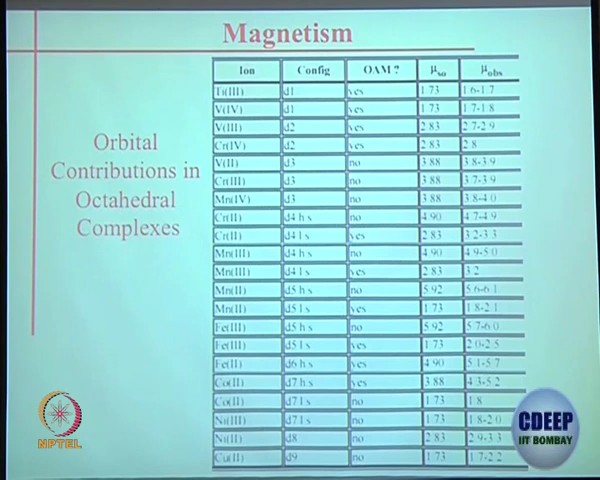 Magnetism
Orbital
Contributions in
Octahedral
Complexes
Ion Config OAM ? μso μobs
Ti(III) d1 yes 1.73 1.6-1.7
V(IV) d1 yes 1.73 1.7-1.8
V(III) d2 yes 2.83 2.7-2.9
Cr(IV) d2 yes 2.83 2.8
V(II) d3 no 3.88 3.8-3.9
Cr(III) d3 no 3.88 3.7-3.9
Mn(IV) d3 no 3.88 3.8-4.0
Cr(II) d4 h.s. no 4.90 4.7-4.9
Cr(II) d4 l.s. yes 2.83 3.2-3.3
Mn(III) d4 h.s. no 4.90 4.9-5.0
Mn(III) d4 l.s. yes 2.83 3.2
Mn(II) d5 h.s. no 5.92 5.6-6.1
Mn(II) d5 l.s. yes 1.73 1.8-2.1
Fe(III) d5 h.s. no 5.92 5.7-6.0
Fe(III) d5 l.s. yes 1.73 2.0-2.5
Fe(II) d6 h.s. yes 4.90 5.1-5.7
Co(II) d7 h.s. yes 3.88 4.3-5.2
Co(II) d7 l.s. no 1.73 1.8
Ni(III) d7 l.s. no 1.73 1.8-2.0
Ni(II) d8 no 2.83 2.9-3.3
Cu(II) d9 no 1.73 1.7-2.2
NPTEL
CDEEP
IIT BOMBAY